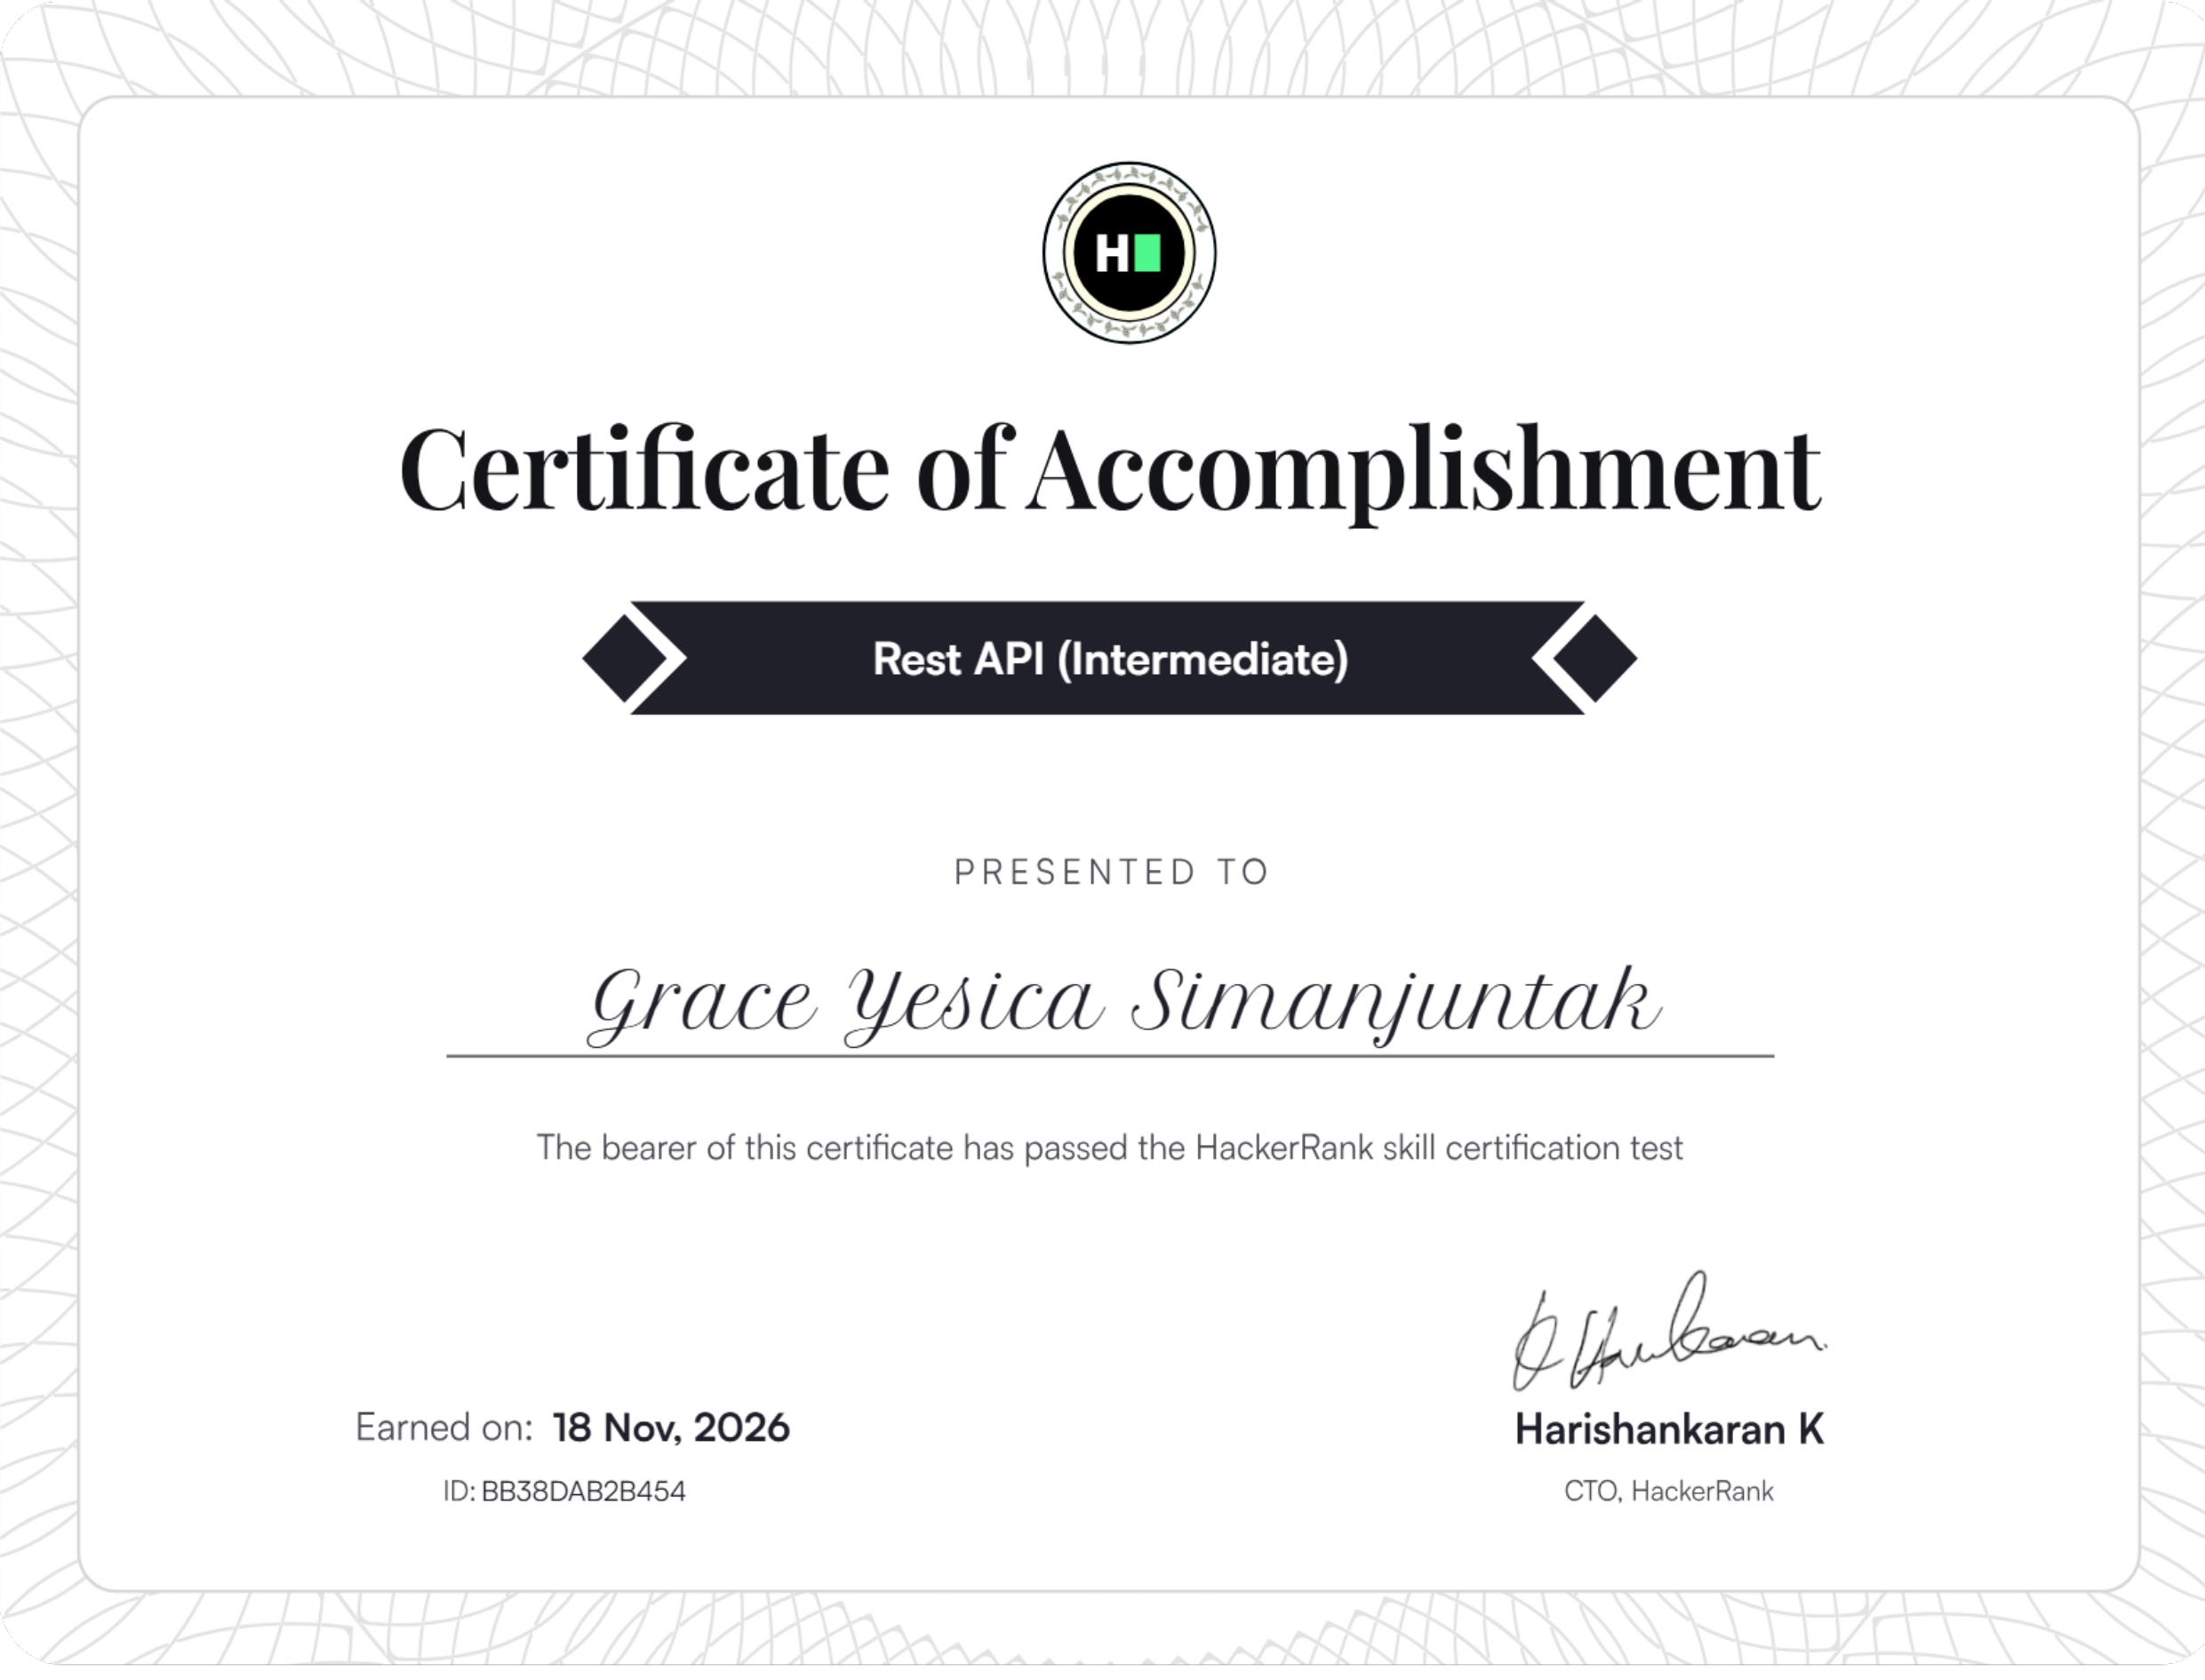 H
Certificate of Accomplishment
Rest API (Intermediate)
PRESENTED TO
Grace Yesica Simanjuntak
The bearer of this certificate has passed the HackerRank skill certification test
Earned on: 18 Nov, 2026
ID: BB38DAB2B454
Harishankaran K
CTO, HackerRank